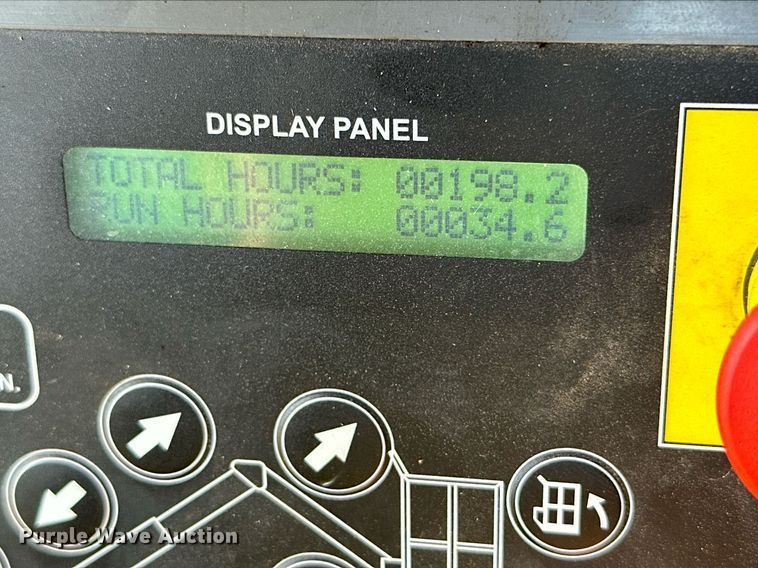 DISPLAY PANEL
TOTAL HOURS: 00198.2
RUN HOURS: 00034.6
N.
Purple Wave Auction